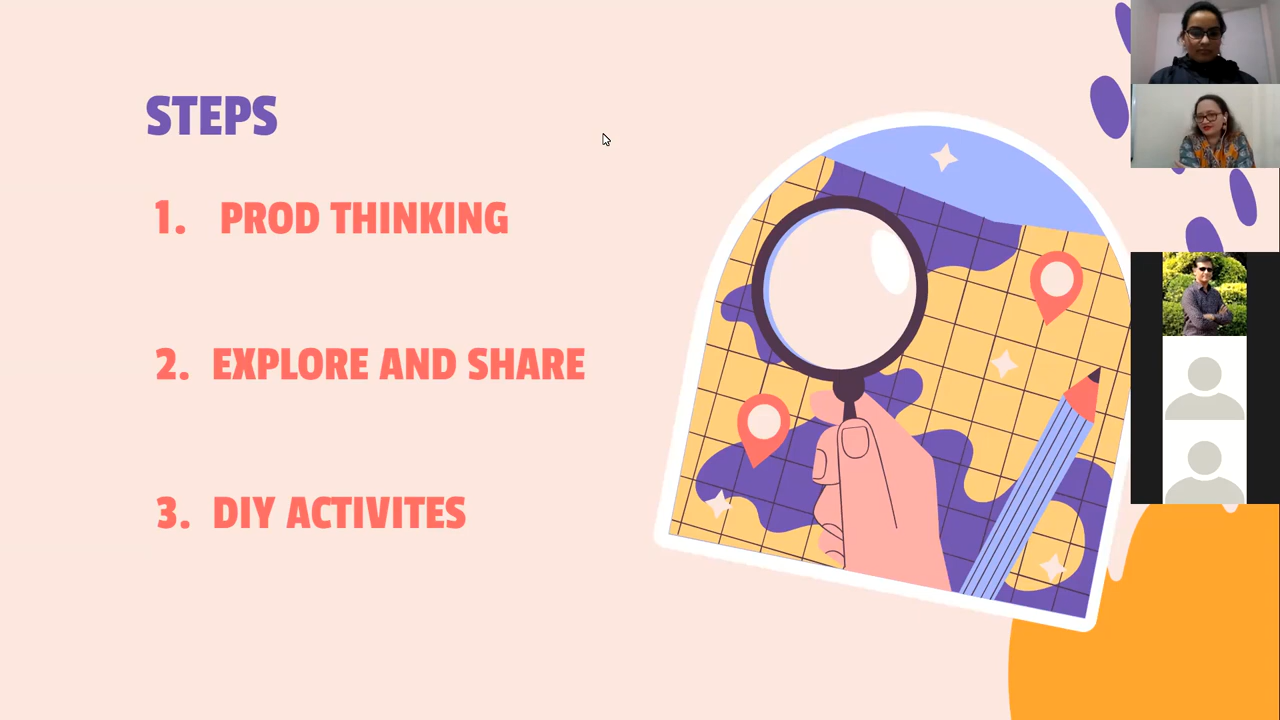 STEPS
1. PROD THINKING
2. EXPLORE AND SHARE
3. DIY ACTIVITES